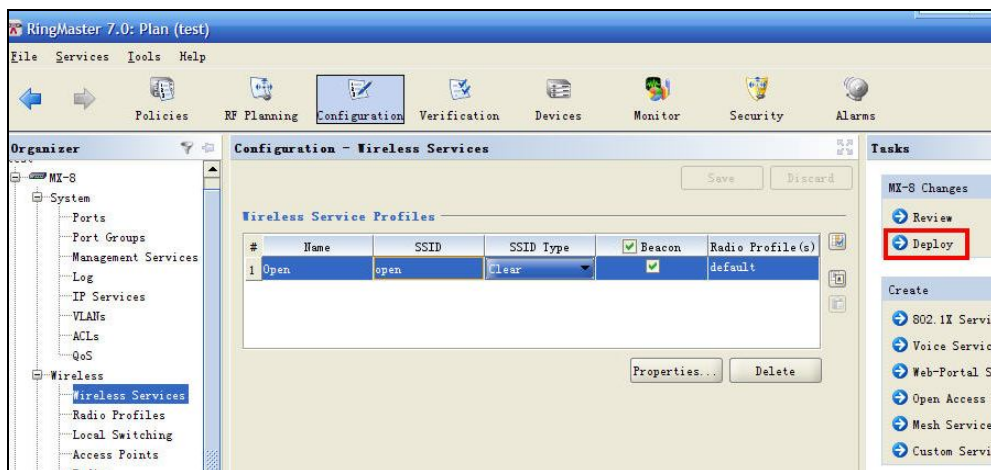 RingMaster 7.0: Plan (test)
File Services Tools Help
Policies RF Planning Configuration Verification Devices Monitor Security Alarms
Organizer
MX-8
System
Ports
Port Groups
Management Services
Log
IP Services
VLANs
ACLs
QoS
Wireless
Wireless Services
Radio Profiles
Local Switching
Access Points
Configuration - Wireless Services
Save Discard
Wireless Service Profiles
# Name SSID SSID Type Beacon Radio Profile(s)
1 Open open Clear default
Properties... Delete
Tasks
MX-8 Changes
Review
Deploy
Create
802.1X Servi
Voice Servic
Web-Portal S
Open Access
Mesh Service
Custom Servi